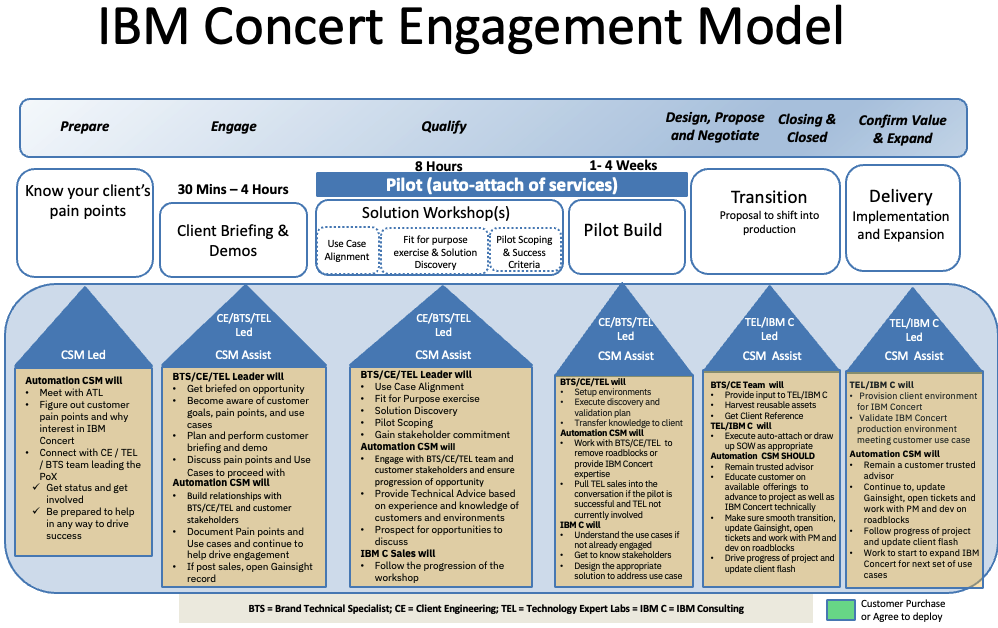 IBM Concert Engagement Model
Prepare
Engage
Qualify
Design, Propose
and Negotiate
Closing &
Closed
Confirm Value
& Expand
Know your client's
pain points
30 Mins – 4 Hours
Client Briefing &
Demos
8 Hours
1- 4 Weeks
Pilot (auto-attach of services)
Solution Workshop(s)
Use Case
Alignment
Fit for purpose
exercise & Solution
Discovery
Pilot Scoping
& Success
Criteria
Pilot Build
Transition
Proposal to shift into
production
Delivery
Implementation
and Expansion
CSM Led
Automation CSM will
• Meet with ATL
• Figure out customer
pain points and why
interest in IBM
Concert
• Connect with CE / TEL
/ BTS team leading the
PoX
✓ Get status and get
involved
✓ Be prepared to help
in any way to drive
success
CE/BTS/TEL
Led
CSM Assist
BTS/CE/TEL Leader will
• Get briefed on opportunity
• Become aware of customer
goals, pain points, and use
cases
• Plan and perform customer
briefing and demo
• Discuss pain points and Use
Cases to proceed with
Automation CSM will
• Build relationships with
BTS/CE/TEL and customer
stakeholders
• Document Pain points and
Use cases and continue to
help drive engagement
• If post sales, open Gainsight
record
CE/BTS/TEL
Led
CSM Assist
BTS/CE/TEL Leader will
• Use Case Alignment
• Fit for Purpose exercise
• Solution Discovery
• Pilot Scoping
• Gain stakeholder commitment
Automation CSM will
• Engage with BTS/CE/TEL team and
customer stakeholders and ensure
progression of opportunity
• Provide Technical Advice based
on experience and knowledge of
customers and environments
• Prospect for opportunities to
discuss
IBM C Sales will
• Follow the progression of the
workshop
CE/BTS/TEL
Led
CSM Assist
BTS/CE/TEL will
• Setup environments
• Execute discovery and
validation plan
• Transfer knowledge to client
Automation CSM will
• Work with BTS/CE/TEL to
remove roadblocks or
provide IBM Concert
expertise
• Pull TEL sales into the
conversation if the pilot is
successful and TEL not
currently involved
IBM C will
• Understand the use cases if
not already engaged
• Get to know stakeholders
• Design the appropriate
solution to address use case
TEL/IBM C
Led
CSM Assist
BTS/CE Team will
• Provide input to TEL/IBM C
• Harvest reusable assets
• Get Client Reference
TEL/IBM C will
• Execute auto-attach or draw
up SOW as appropriate
Automation CSM SHOULD
• Remain trusted advisor
• Educate customer on
available offerings to
advance to project as well as
IBM Concert technically
• Make sure smooth transition,
update Gainsight, open
tickets and work with PM and
dev on roadblocks
• Drive progress of project and
update client flash
TEL/IBM C
Led
CSM Assist
TEL/IBM C will
• Provision client environment
for IBM Concert
• Validate IBM Concert
production environment
meeting customer use case
Automation CSM will
• Remain a customer trusted
advisor
• Continue to, update
Gainsight, open tickets and
work with PM and dev on
roadblocks
• Follow progress of project
and update client flash
• Work to start to expand IBM
Concert for next set of use
cases
BTS = Brand Technical Specialist; CE = Client Engineering; TEL = Technology Expert Labs = IBM C = IBM Consulting
Customer Purchase
or Agree to deploy